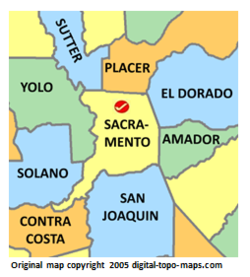 SUTTER
PLACER
YOLO
EL DORADO
SACRA-
MENTO
AMADOR
SOLANO
SAN
JOAQUIN
CONTRA
COSTA
Original map copyright 2005 digital-topo-maps.com